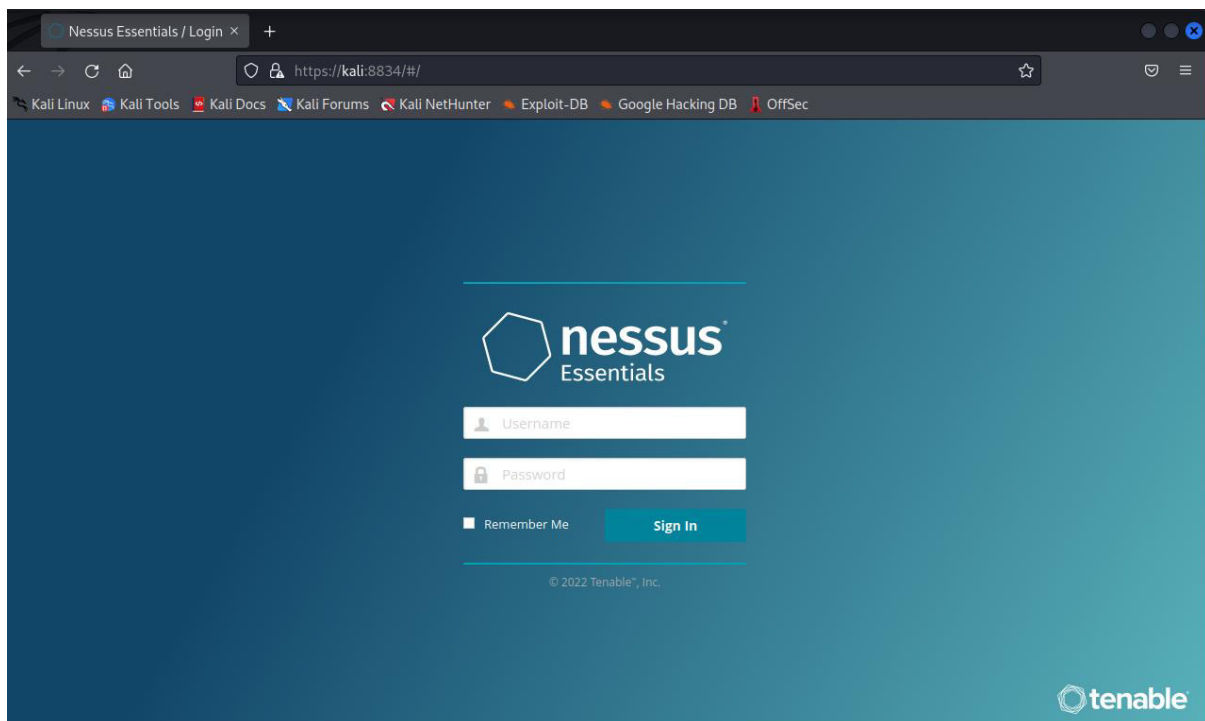 Nessus Essentials / Login × +
https://kali:8834/#/
Kali Linux Kali Tools Kali Docs Kali Forums Kali NetHunter Exploit-DB Google Hacking DB OffSec
nessus®
Essentials
Username
Password
Remember Me Sign In
© 2022 Tenable™, Inc.
tenable